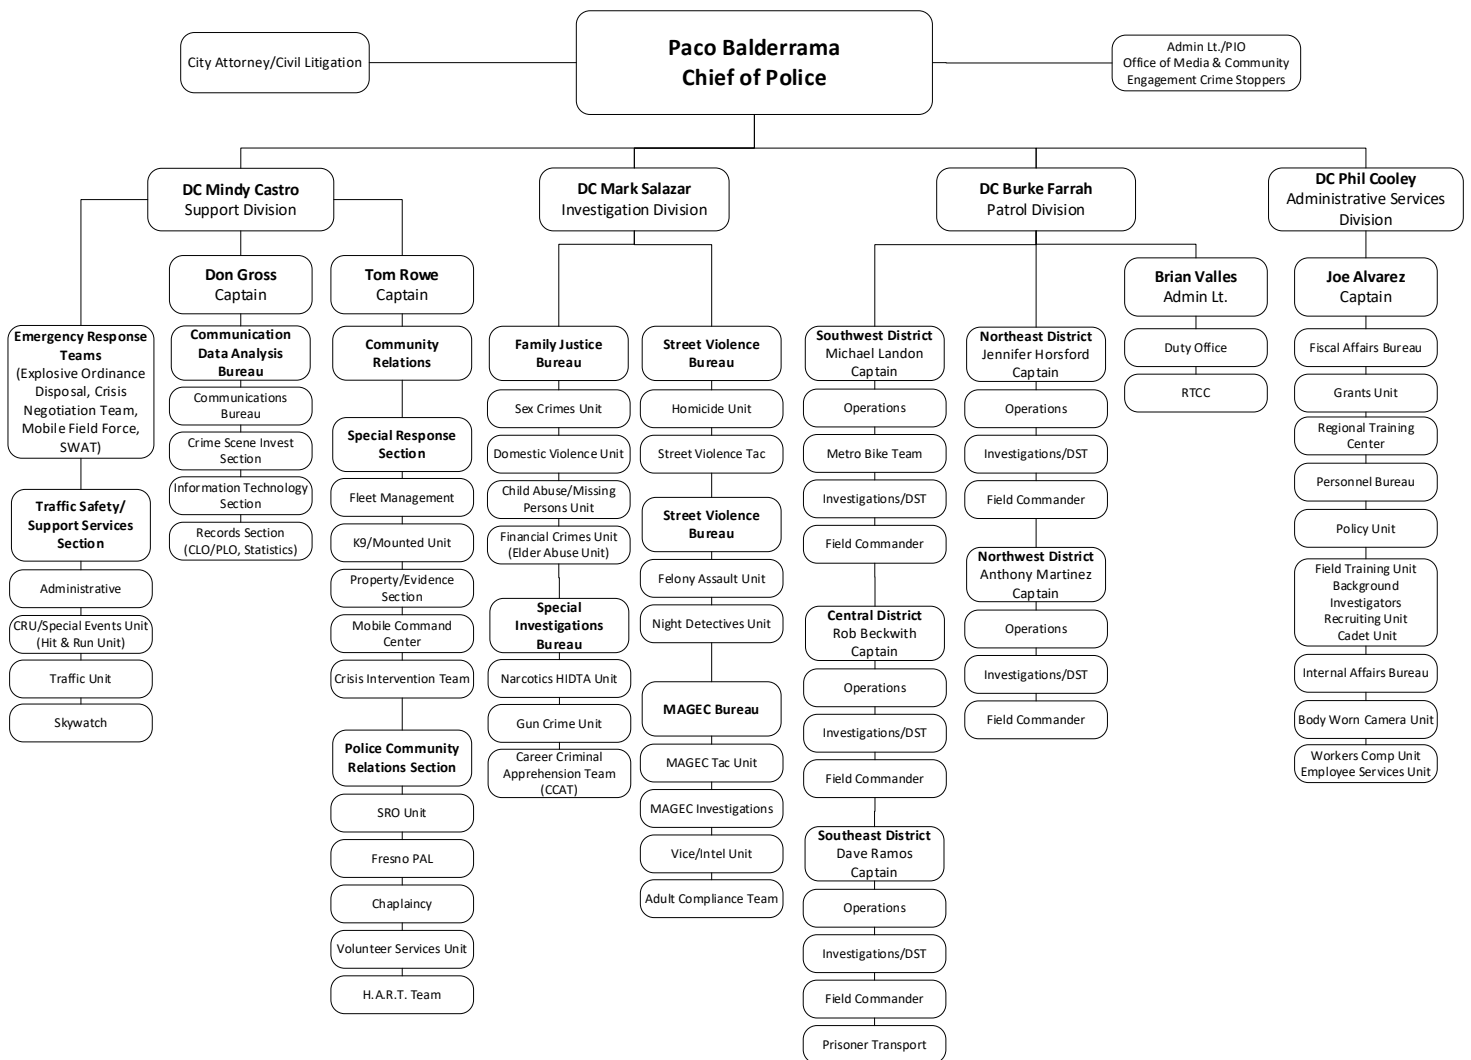 Paco Balderrama
Chief of Police
City Attorney/Civil Litigation
Admin Lt./PIO
Office of Media & Community
Engagement Crime Stoppers
DC Mindy Castro
Support Division
DC Mark Salazar
Investigation Division
DC Burke Farrah
Patrol Division
DC Phil Cooley
Administrative Services
Division
Emergency Response
Teams
(Explosive Ordinance
Disposal, Crisis
Negotiation Team,
Mobile Field Force,
SWAT)
Traffic Safety/
Support Services
Section
Administrative
CRU/Special Events Unit
(Hit & Run Unit)
Traffic Unit
Skywatch
Don Gross
Captain
Communication
Data Analysis
Bureau
Communications
Bureau
Crime Scene Invest
Section
Information Technology
Section
Records Section
(CLO/PLO, Statistics)
Tom Rowe
Captain
Community
Relations
Special Response
Section
Fleet Management
K9/Mounted Unit
Property/Evidence
Section
Mobile Command
Center
Crisis Intervention Team
Police Community
Relations Section
SRO Unit
Fresno PAL
Chaplaincy
Volunteer Services Unit
H.A.R.T. Team
Family Justice
Bureau
Sex Crimes Unit
Domestic Violence Unit
Child Abuse/Missing
Persons Unit
Financial Crimes Unit
(Elder Abuse Unit)
Special
Investigations
Bureau
Narcotics HIDTA Unit
Gun Crime Unit
Career Criminal
Apprehension Team
(CCAT)
Street Violence
Bureau
Homicide Unit
Street Violence Tac
Street Violence
Bureau
Felony Assault Unit
Night Detectives Unit
MAGEC Bureau
MAGEC Tac Unit
MAGEC Investigations
Vice/Intel Unit
Adult Compliance Team
Southwest District
Michael Landon
Captain
Operations
Metro Bike Team
Investigations/DST
Field Commander
Central District
Rob Beckwith
Captain
Operations
Investigations/DST
Field Commander
Southeast District
Dave Ramos
Captain
Operations
Investigations/DST
Field Commander
Prisoner Transport
Northeast District
Jennifer Horsford
Captain
Operations
Investigations/DST
Field Commander
Northwest District
Anthony Martinez
Captain
Operations
Investigations/DST
Field Commander
Brian Valles
Admin Lt.
Duty Office
RTCC
Joe Alvarez
Captain
Fiscal Affairs Bureau
Grants Unit
Regional Training
Center
Personnel Bureau
Policy Unit
Field Training Unit
Background
Investigators
Recruiting Unit
Cadet Unit
Internal Affairs Bureau
Body Worn Camera Unit
Workers Comp Unit
Employee Services Unit